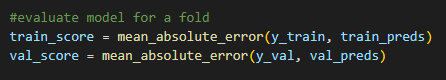 #evaluate model for a fold
train_score = mean_absolute_error(y_train, train_preds)
val_score = mean_absolute_error(y_val, val_preds)